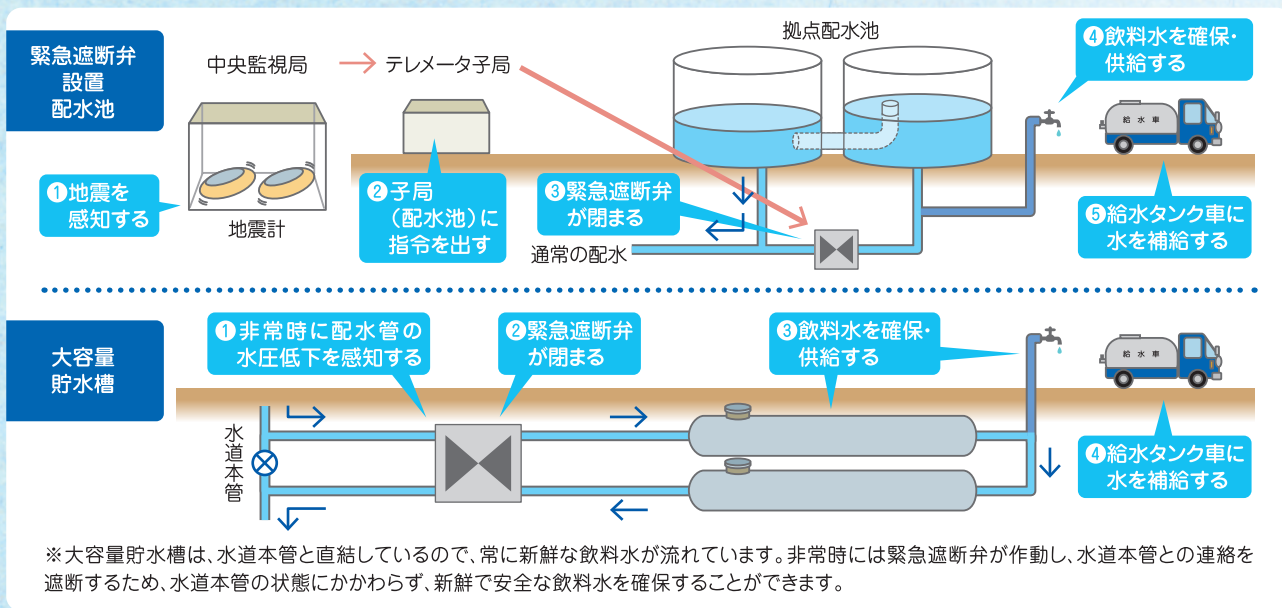 緊急遮断弁
設置
配水池
中央監視局
テレメータ子局
拠点配水池
❶地震を
感知する
地震計
❷子局
（配水池）に
指令を出す
❸緊急遮断弁
が閉まる
通常の配水
❹飲料水を確保・
供給する
給水車
❺給水タンク車に
水を補給する
大容量
貯水槽
❶非常時に配水管の
水圧低下を感知する
❷緊急遮断弁
が閉まる
❸飲料水を確保・
供給する
給水車
水道本管
❹給水タンク車に
水を補給する
※大容量貯水槽は、水道本管と直結しているので、常に新鮮な飲料水が流れています。非常時には緊急遮断弁が作動し、水道本管との連絡を
遮断するため、水道本管の状態にかかわらず、新鮮で安全な飲料水を確保することができます。